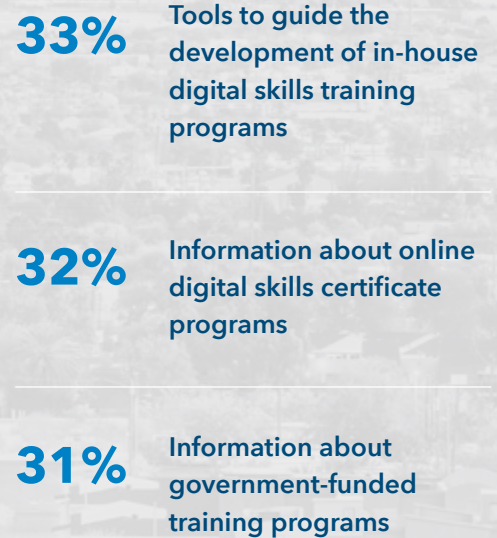 33%
Tools to guide the
development of in-house
digital skills training
programs
32%
Information about online
digital skills certificate
programs
31%
Information about
government-funded
training programs